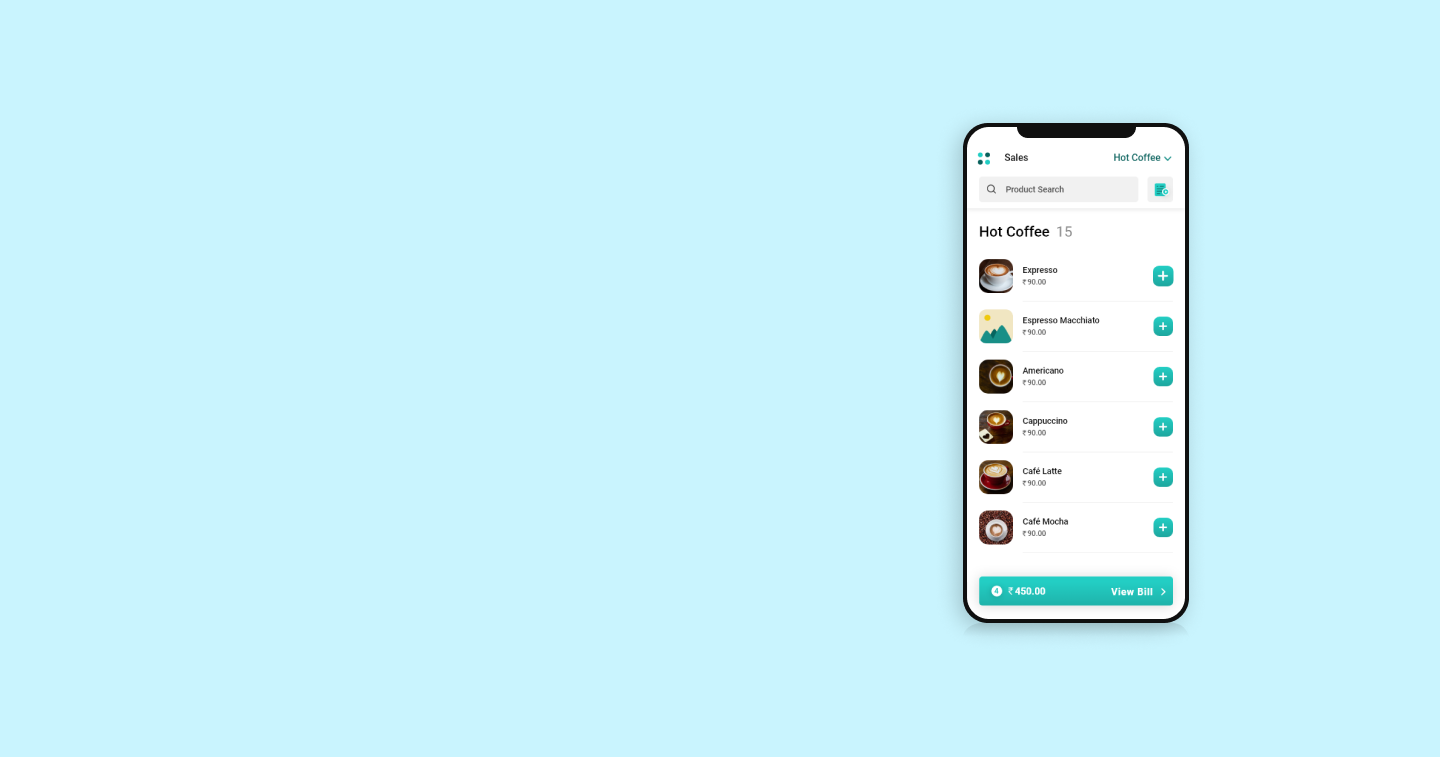 Sales Hot Coffee
Product Search
Hot Coffee 15
Expresso
₹90.00
Espresso Macchiato
₹90.00
Americano
₹90.00
Cappuccino
₹90.00
Café Latte
₹90.00
Café Mocha
₹90.00
4 ₹450.00 View Bill